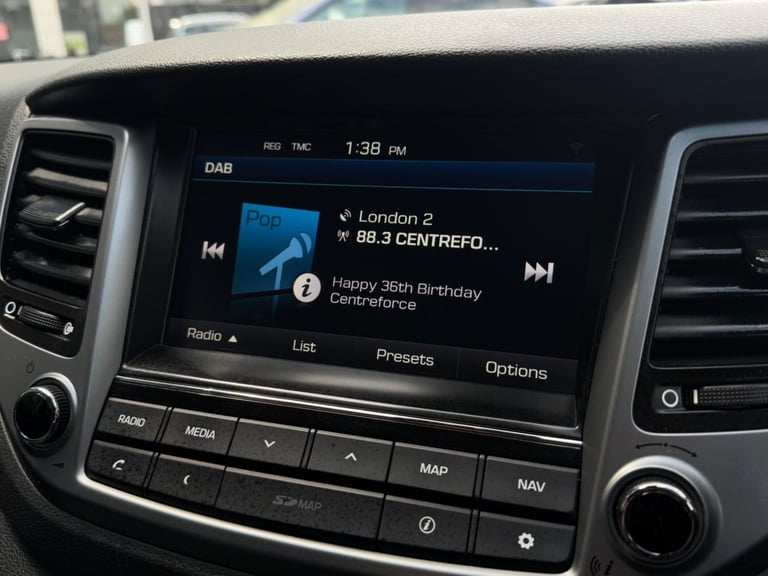 REG TMC 1:38 PM
DAB
Pop
London 2
88.3 CENTREFO...
i
Happy 36th Birthday
Centreforce
Radio ▲ List Presets Options
RADIO MEDIA MAP NAV
SD MAP
i